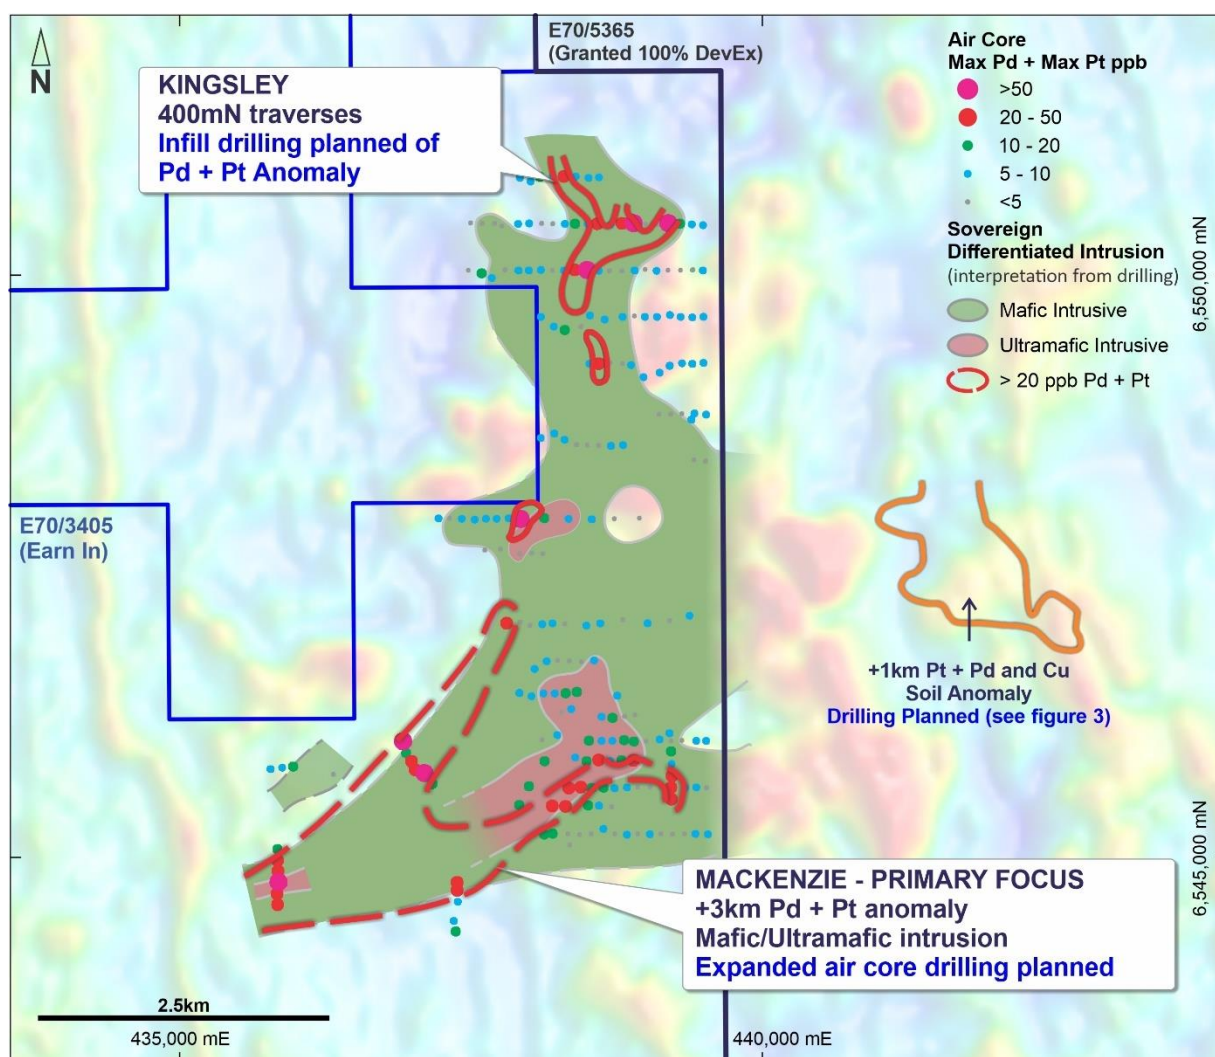 E70/5365
(Granted 100% DevEx)
N
KINGSLEY
400mN traverses
Infill drilling planned of
Pd + Pt Anomaly
Air Core
Max Pd + Max Pt ppb
>50
20 - 50
10 - 20
5 - 10
<5
Sovereign
Differentiated Intrusion
(interpretation from drilling)
Mafic Intrusive
Ultramafic Intrusive
> 20 ppb Pd + Pt
6,550,000 mN
E70/3405
(Earn In)
+1km Pt + Pd and Cu
Soil Anomaly
Drilling Planned (see figure 3)
MACKENZIE - PRIMARY FOCUS
+3km Pd + Pt anomaly
Mafic/Ultramafic intrusion
Expanded air core drilling planned
6,545,000 mN
2.5km
435,000 mE
440,000 mE